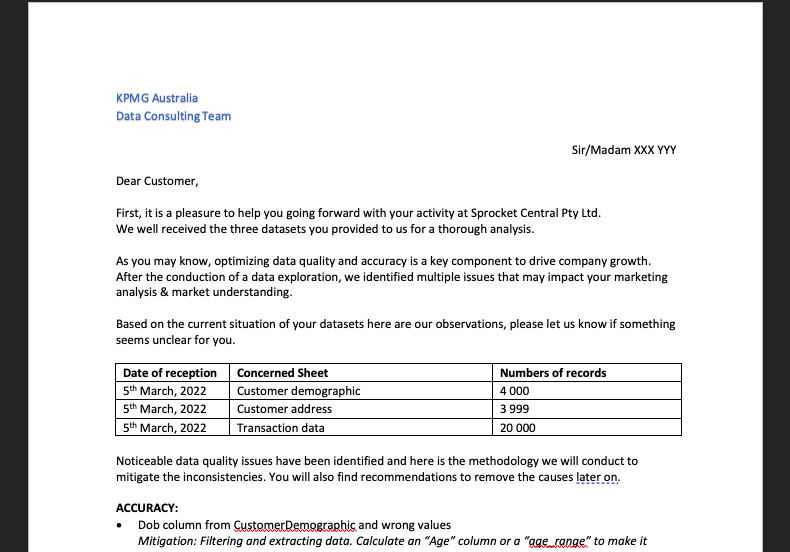 KPMG Australia
Data Consulting Team
Sir/Madam XXX YYY
Dear Customer,
First, it is a pleasure to help you going forward with your activity at Sprocket Central Pty Ltd.
We well received the three datasets you provided to us for a thorough analysis.
As you may know, optimizing data quality and accuracy is a key component to drive company growth.
After the conduction of a data exploration, we identified multiple issues that may impact your marketing
analysis & market understanding.
Based on the current situation of your datasets here are our observations, please let us know if something
seems unclear for you.
Date of reception Concerned Sheet Numbers of records
5th March, 2022 Customer demographic 4 000
5th March, 2022 Customer address 3 999
5th March, 2022 Transaction data 20 000
Noticeable data quality issues have been identified and here is the methodology we will conduct to
mitigate the inconsistencies. You will also find recommendations to remove the causes later on.
ACCURACY:
• Dob column from CustomerDemographic and wrong values
Mitigation: Filtering and extracting data. Calculate an “Age” column or a “age_range” to make it